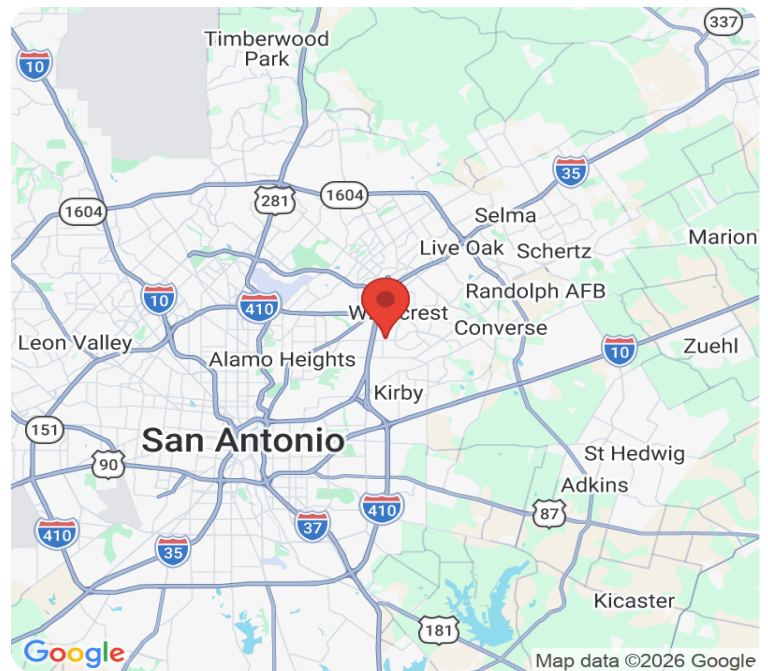 337
Timberwood
Park
10
35
1604
281
1604
Selma
Live Oak
Schertz
Marion
Randolph AFB
10
410
Converse
Leon Valley
Alamo Heights
10
Zuehl
Kirby
151
San Antonio
90
St Hedwig
Adkins
410
87
410
37
35
Kicaster
181
Google
Map data ©2026 Google